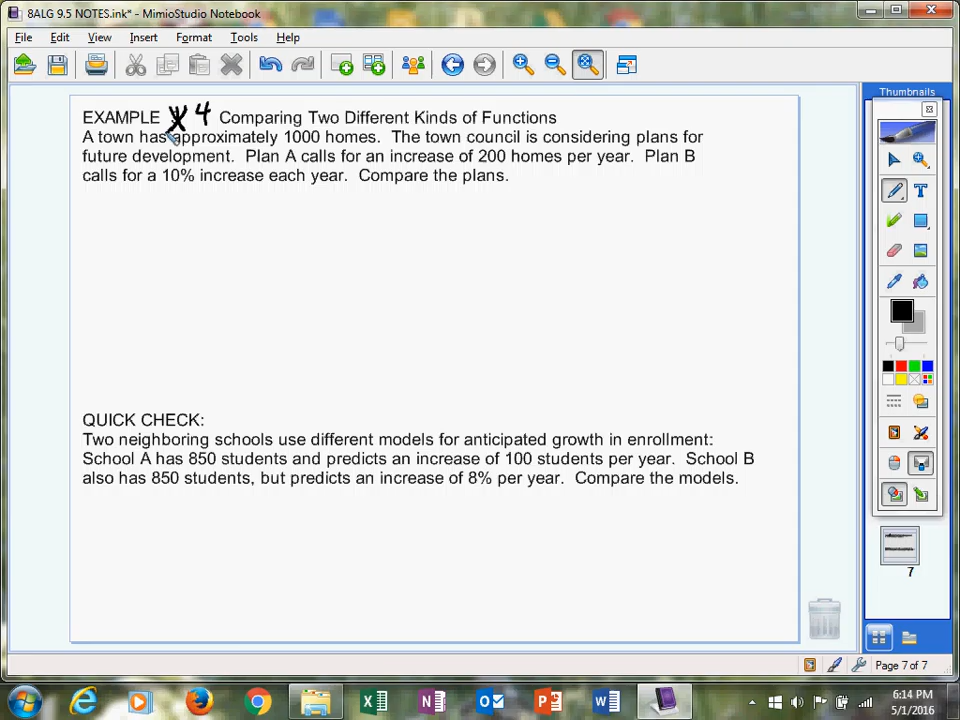 8ALG 9.5 NOTES.ink* - MimioStudio Notebook
File Edit View Insert Format Tools Help
Thumbnails
EXAMPLE 4 Comparing Two Different Kinds of Functions
A town has approximately 1000 homes. The town council is considering plans for
future development. Plan A calls for an increase of 200 homes per year. Plan B
calls for a 10% increase each year. Compare the plans.
QUICK CHECK:
Two neighboring schools use different models for anticipated growth in enrollment:
School A has 850 students and predicts an increase of 100 students per year. School B
also has 850 students, but predicts an increase of 8% per year. Compare the models.
7
Page 7 of 7
6:14 PM
5/1/2016